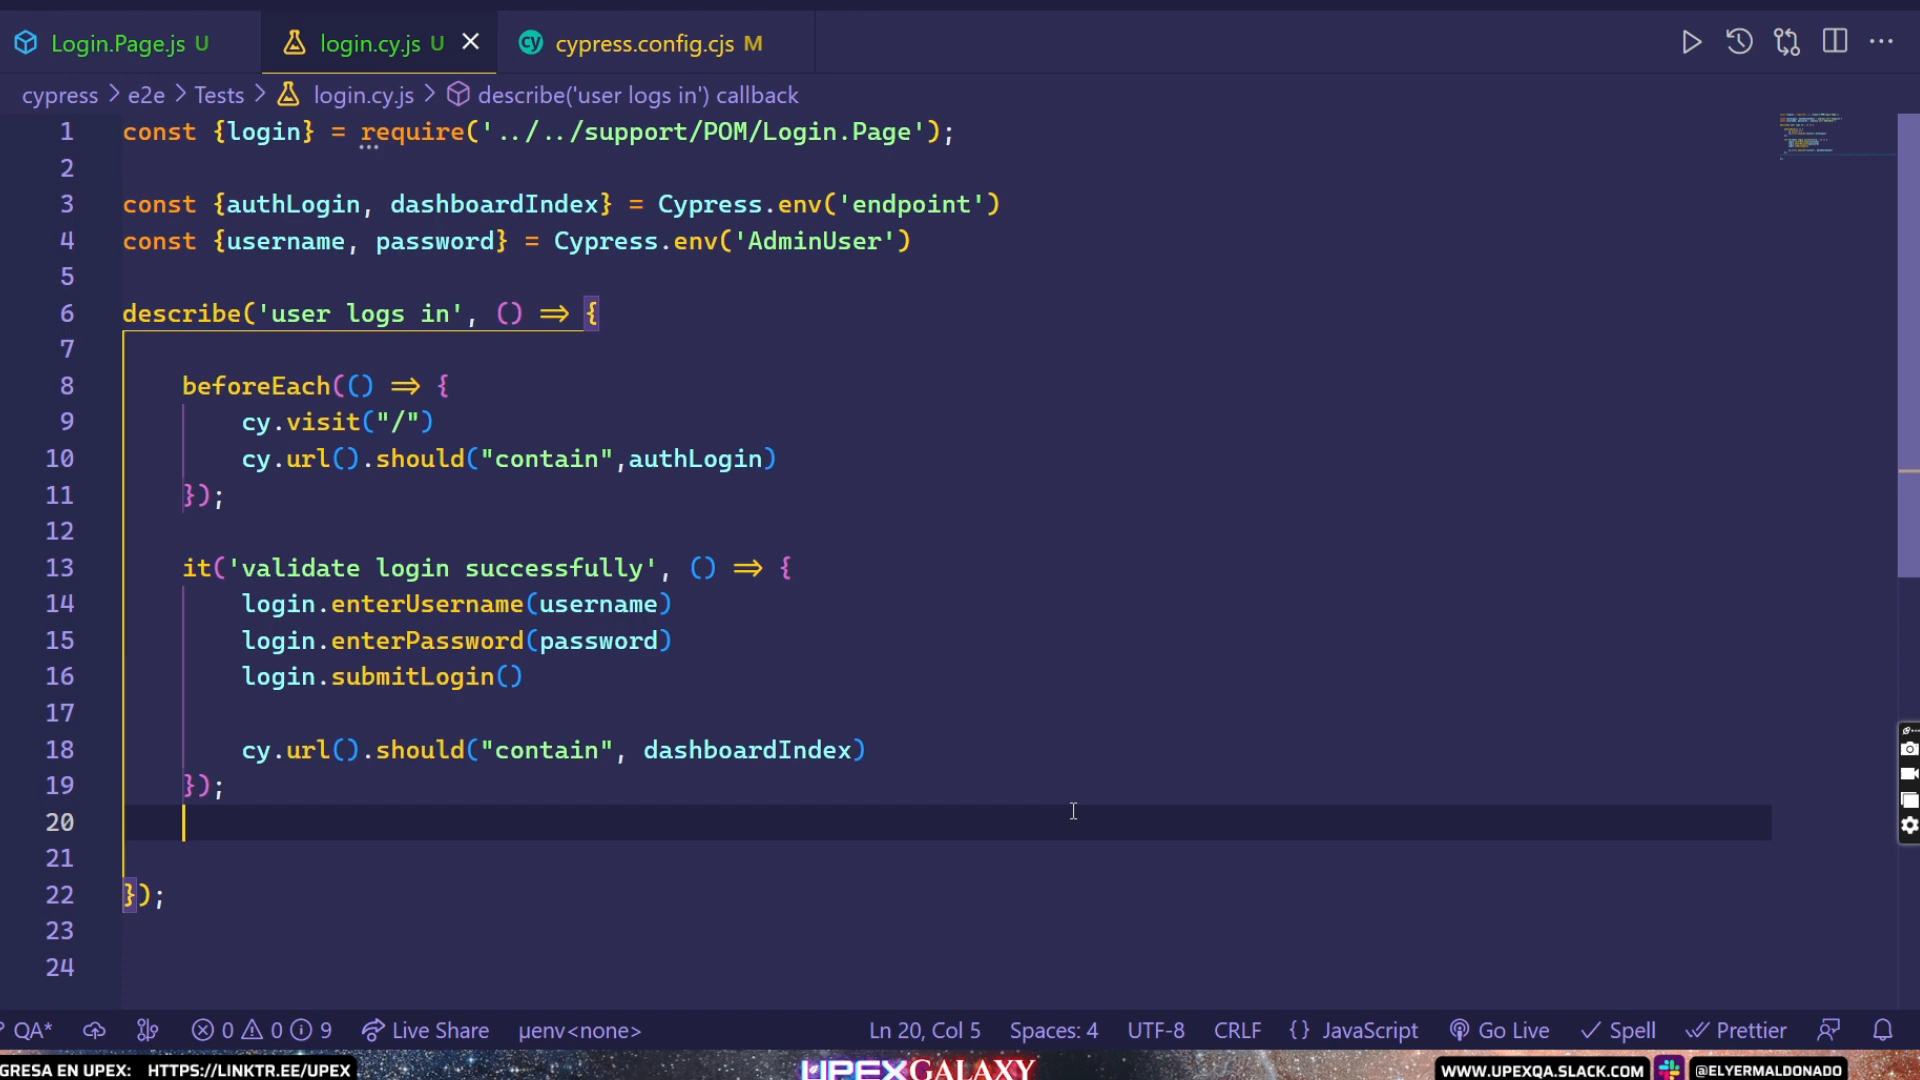 Login.Page.js U login.cy.js U cypress.config.cjs M
cypress > e2e > Tests > login.cy.js > describe('user logs in') callback
1 const {login} = require('../../support/POM/Login.Page');
2
3 const {authLogin, dashboardIndex} = Cypress.env('endpoint')
4 const {username, password} = Cypress.env('AdminUser')
5
6 describe('user logs in', () => {
7
8 beforeEach(() => {
9 cy.visit("/")
10 cy.url().should("contain",authLogin)
11 });
12
13 it('validate login successfully', () => {
14 login.enterUsername(username)
15 login.enterPassword(password)
16 login.submitLogin()
17
18 cy.url().should("contain", dashboardIndex)
19 });
20
21
22 });
23
24
QA* 0 0 9 Live Share µenv<none> Ln 20, Col 5 Spaces: 4 UTF-8 CRLF {} JavaScript Go Live Spell Prettier
GRESA EN UPEX: HTTPS://LINKTR.EE/UPEX UPEXGALAXY WWW.UPEXQA.SLACK.COM @ELYERMALDONADO